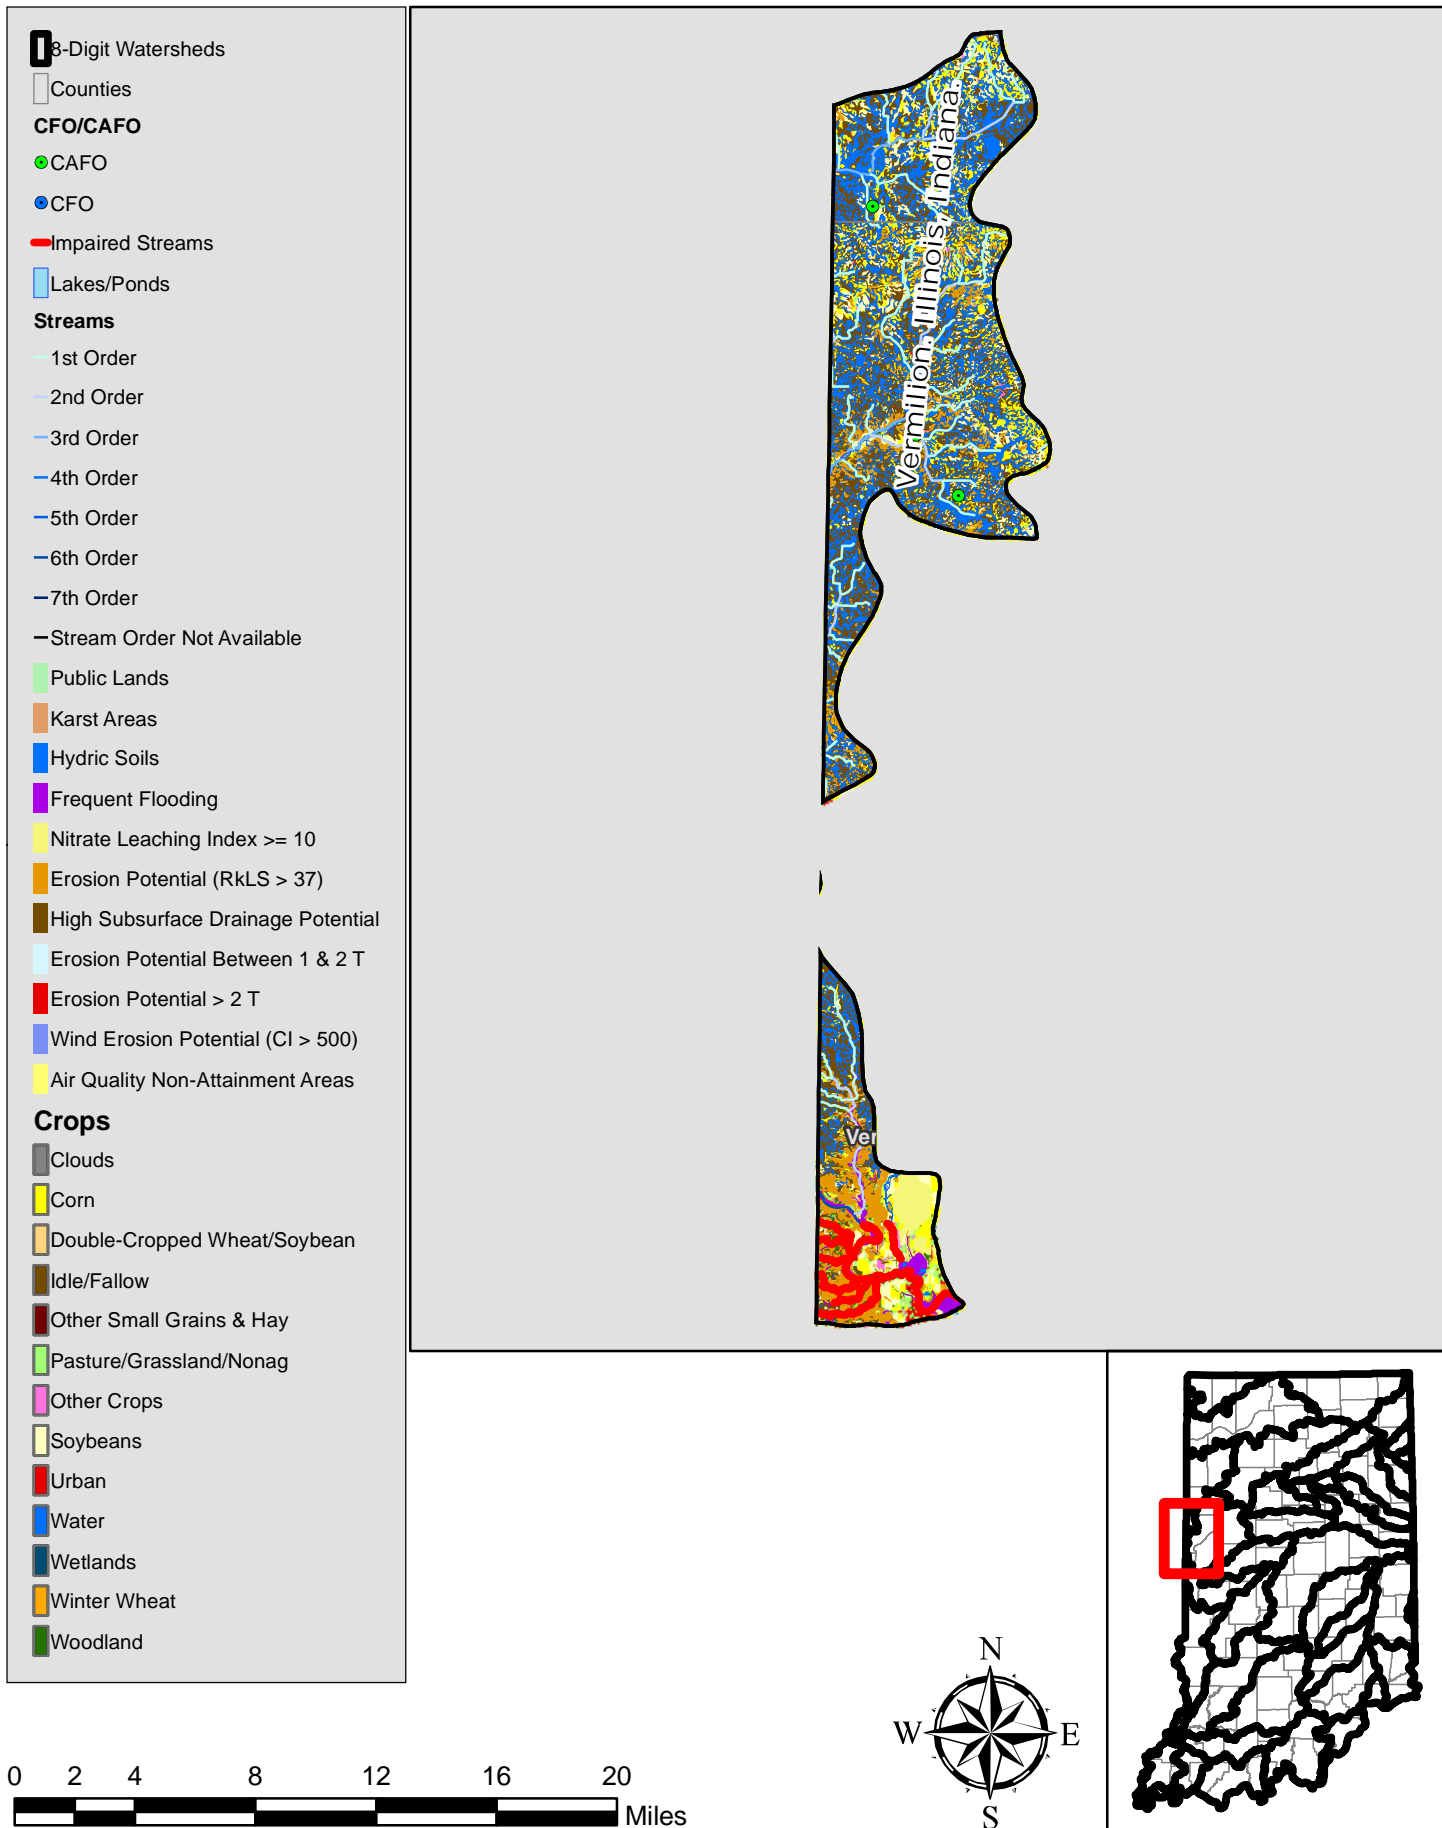 8-Digit Watersheds
Counties
CFO/CAFO
CAFO
CFO
Impaired Streams
Lakes/Ponds
Streams
1st Order
2nd Order
3rd Order
4th Order
5th Order
6th Order
7th Order
Stream Order Not Available
Public Lands
Karst Areas
Hydric Soils
Frequent Flooding
Nitrate Leaching Index >= 10
Erosion Potential (RkLS > 37)
High Subsurface Drainage Potential
Erosion Potential Between 1 & 2 T
Erosion Potential > 2 T
Wind Erosion Potential (CI > 500)
Air Quality Non-Attainment Areas
Crops
Clouds
Corn
Double-Cropped Wheat/Soybean
Idle/Fallow
Other Small Grains & Hay
Pasture/Grassland/Nonag
Other Crops
Soybeans
Urban
Water
Wetlands
Winter Wheat
Woodland
Vermilion. Illinois, Indiana.
Ver
N
W E
S
0 2 4 8 12 16 20
Miles